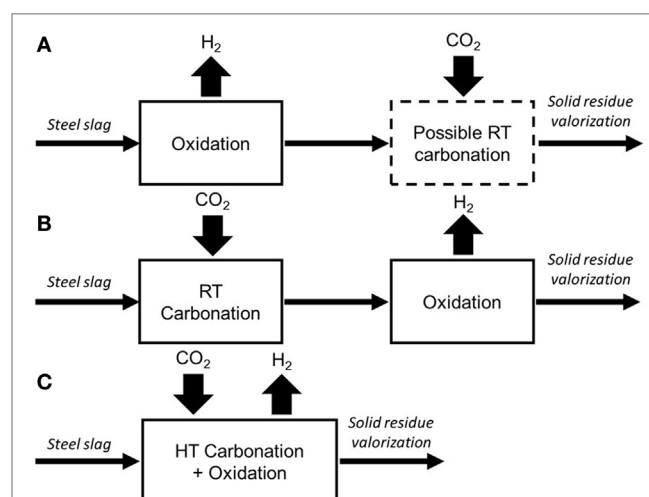 A
H₂
CO₂
Steel slag
Oxidation
Possible RT
carbonation
Solid residue
valorization
B
CO₂
H₂
Steel slag
RT
Carbonation
Oxidation
Solid residue
valorization
C
CO₂
H₂
Steel slag
HT Carbonation
+ Oxidation
Solid residue
valorization